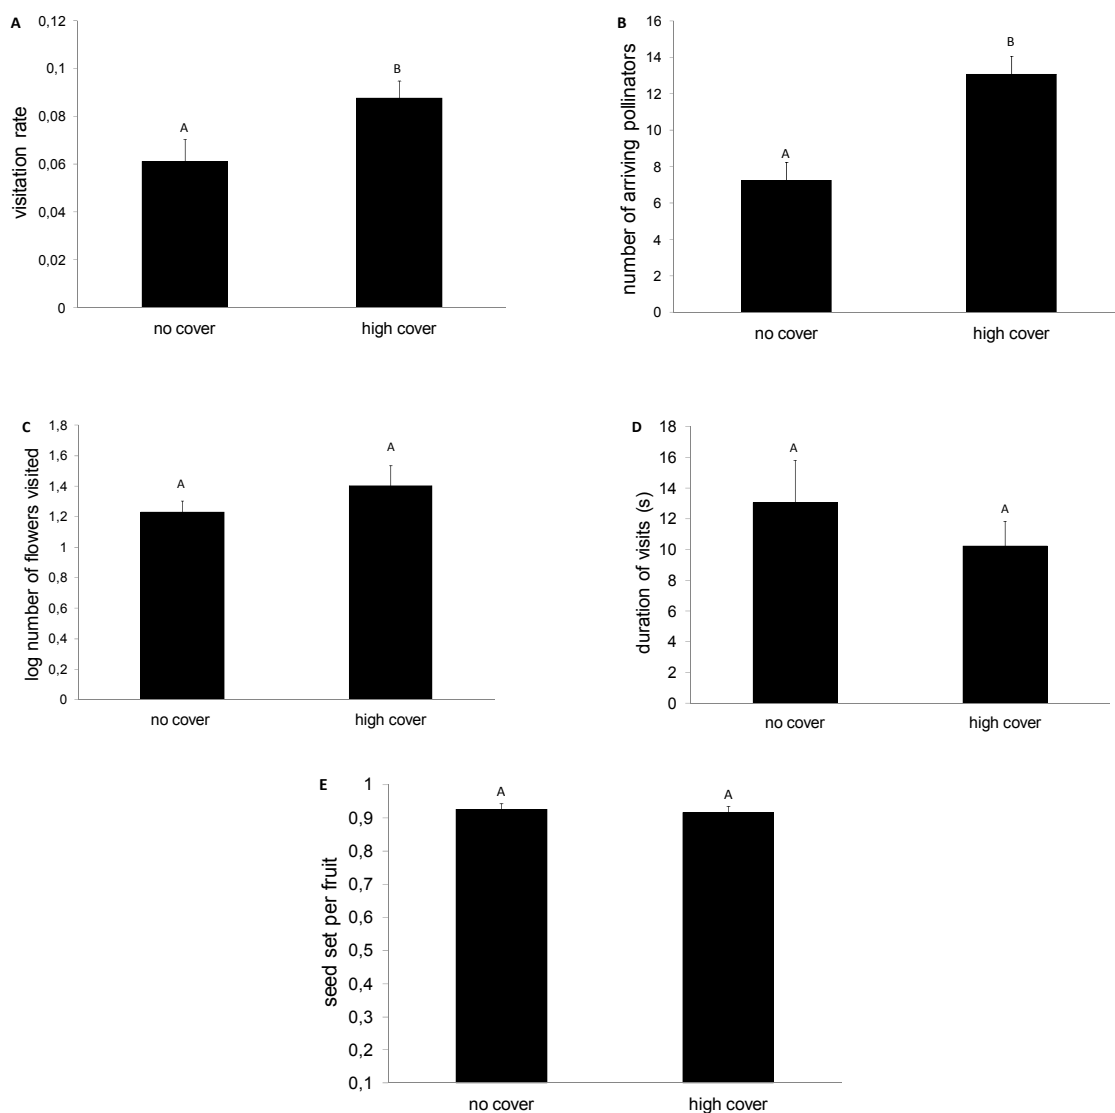 A
visitation rate
0,12
0,1
0,08
0,06
0,04
0,02
0
A
B
no cover
high cover
B
number of arriving pollinators
16
14
12
10
8
6
4
2
0
A
B
no cover
high cover
C
log number of flowers visited
1,8
1,6
1,4
1,2
1
0,8
0,6
0,4
0,2
0
A
A
no cover
high cover
D
duration of visits (s)
18
16
14
12
10
8
6
4
2
0
A
A
no cover
high cover
E
seed set per fruit
1
0,9
0,8
0,7
0,6
0,5
0,4
0,3
0,2
0,1
A
A
no cover
high cover